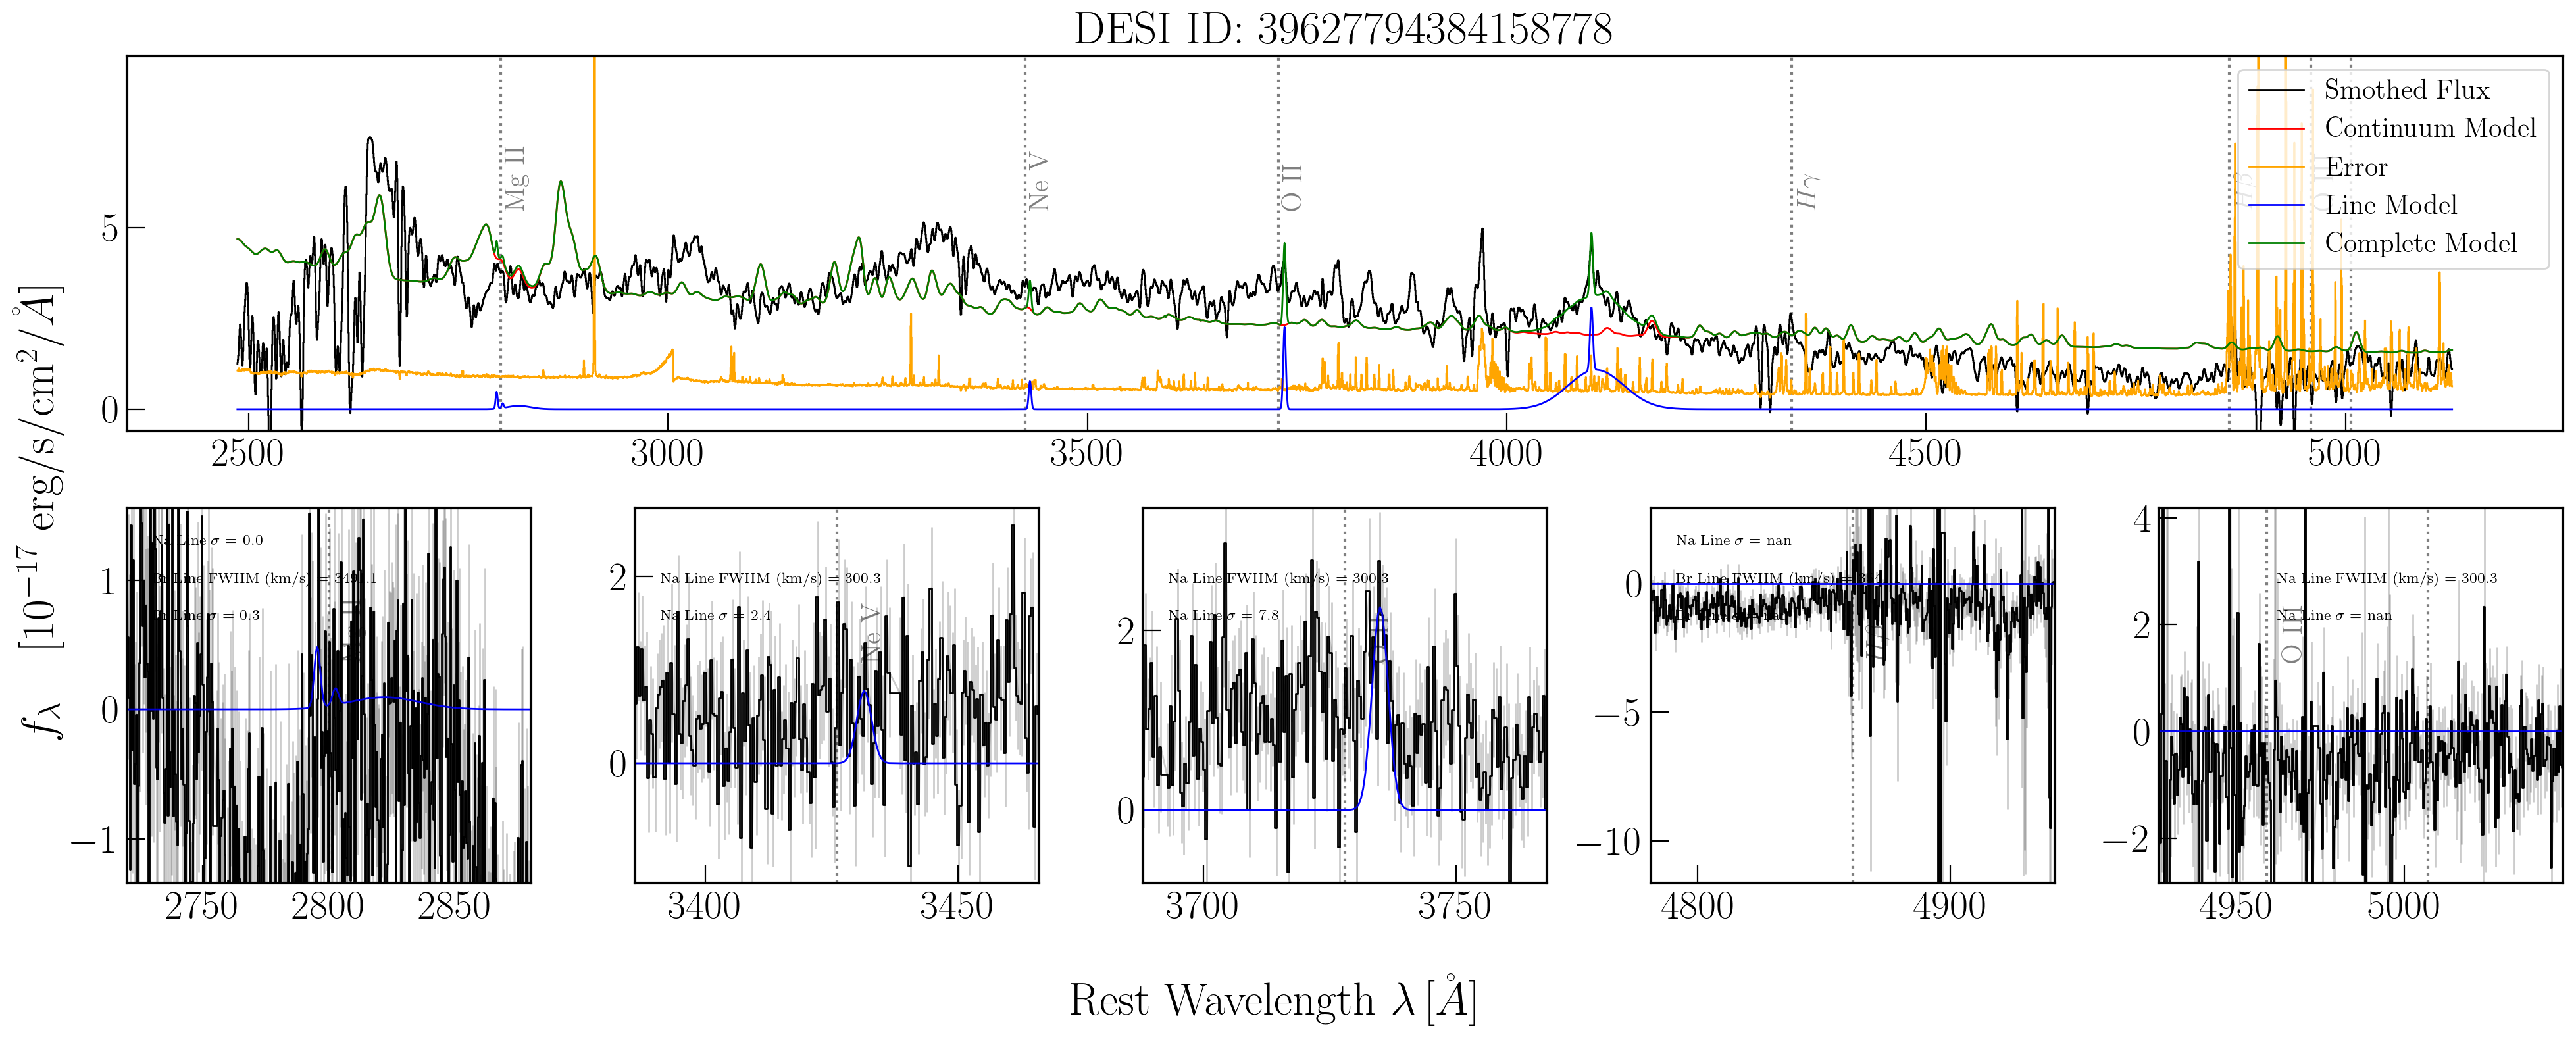 DESI ID: 39627794384158778
Smothed Flux
Continuum Model
Error
Line Model
Complete Model
Mg II
Ne V
O II
Hγ
Hβ
5
0
2500 3000 3500 4000 4500 5000
f_λ [10^{-17} erg/s/cm^2/Å]
Na Line σ = 0.0
Br Line σ = 0.3
1
0
−1
2750 2800 2850
Na Line FWHM (km/s) = 300.3
Na Line σ = 2.4
Ne V
2
0
3400 3450
Na Line FWHM (km/s) = 300.3
Na Line σ = 7.8
2
0
3700 3750
Na Line σ = nan
Br Line FWHM (km/s) =
0
−5
−10
4800 4900
Na Line FWHM (km/s) = 300.3
Na Line σ = nan
O III
4
2
0
−2
4950 5000
Rest Wavelength λ [Å]